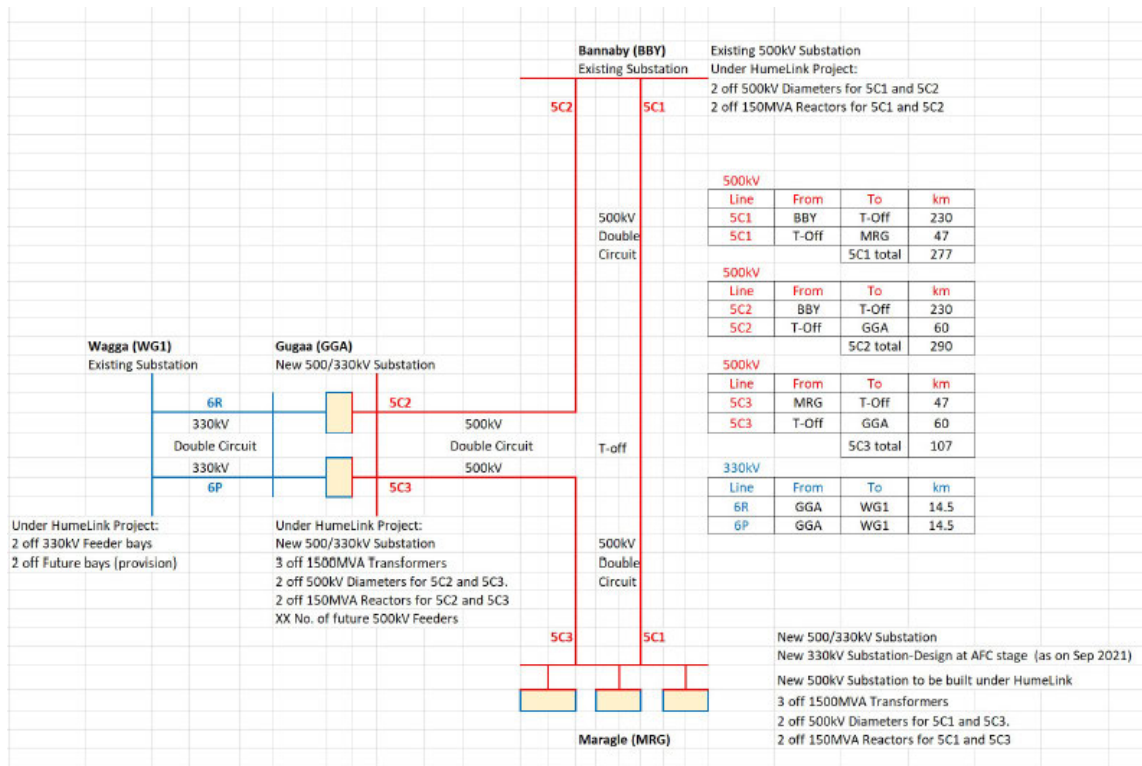 Bannaby (BBY)
Existing Substation
Existing 500kV Substation
Under HumeLink Project:
2 off 500kV Diameters for 5C1 and 5C2
2 off 150MVA Reactors for 5C1 and 5C2
5C2
5C1
500kV
Double
Circuit
500kV
Line From To km
5C1 BBY T-Off 230
5C1 T-Off MRG 47
5C1 total 277
500kV
Line From To km
5C2 BBY T-Off 230
5C2 T-Off GGA 60
5C2 total 290
500kV
Line From To km
5C3 MRG T-Off 47
5C3 T-Off GGA 60
5C3 total 107
330kV
Line From To km
6R GGA WG1 14.5
6P GGA WG1 14.5
Wagga (WG1)
Existing Substation
Gugaa (GGA)
New 500/330kV Substation
6R
330kV
Double Circuit
330kV
6P
5C2
500kV
Double Circuit
500kV
5C3
T-off
Under HumeLink Project:
2 off 330kV Feeder bays
2 off Future bays (provision)
Under HumeLink Project:
New 500/330kV Substation
3 off 1500MVA Transformers
2 off 500kV Diameters for 5C2 and 5C3.
2 off 150MVA Reactors for 5C2 and 5C3
XX No. of future 500kV Feeders
500kV
Double
Circuit
5C3
5C1
New 500/330kV Substation
New 330kV Substation-Design at AFC stage (as on Sep 2021)
New 500kV Substation to be built under HumeLink
3 off 1500MVA Transformers
2 off 500kV Diameters for 5C1 and 5C3.
2 off 150MVA Reactors for 5C1 and 5C3
Maragle (MRG)